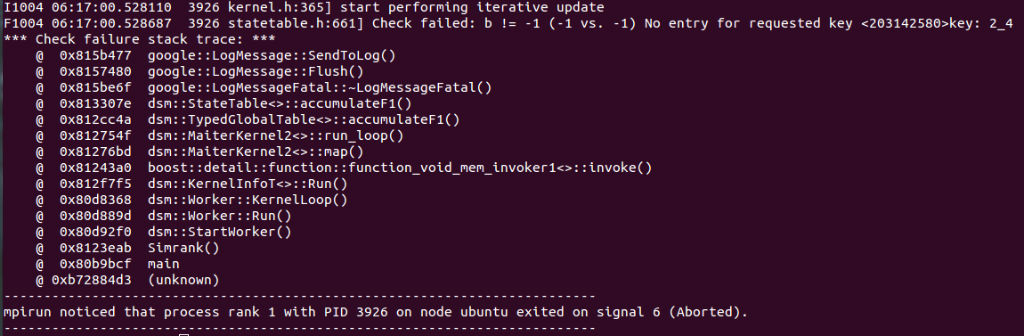 I1004 06:17:00.528110  3926 kernel.h:365] start performing iterative update
F1004 06:17:00.528687  3926 statetable.h:661] Check failed: b != -1 (-1 vs. -1) No entry for requested key <203142580>key: 2_4
*** Check failure stack trace: ***
    @  0x815b477  google::LogMessage::SendToLog()
    @  0x8157480  google::LogMessage::Flush()
    @  0x815be6f  google::LogMessageFatal::~LogMessageFatal()
    @  0x813307e  dsm::StateTable<>::accumulateF1()
    @  0x812cc4a  dsm::TypedGlobalTable<>::accumulateF1()
    @  0x812754f  dsm::MaiterKernel2<>::run_loop()
    @  0x81276bd  dsm::MaiterKernel2<>::map()
    @  0x81243a0  boost::detail::function::function_void_mem_invoker1<>::invoke()
    @  0x812f7f5  dsm::KernelInfoT<>::Run()
    @  0x80d8368  dsm::Worker::KernelLoop()
    @  0x80d889d  dsm::Worker::Run()
    @  0x80d92f0  dsm::StartWorker()
    @  0x8123eab  Simrank()
    @  0x80b9bcf  main
    @ 0xb72884d3  (unknown)
--------------------------------------------------------------------------
mpirun noticed that process rank 1 with PID 3926 on node ubuntu exited on signal 6 (Aborted).
--------------------------------------------------------------------------